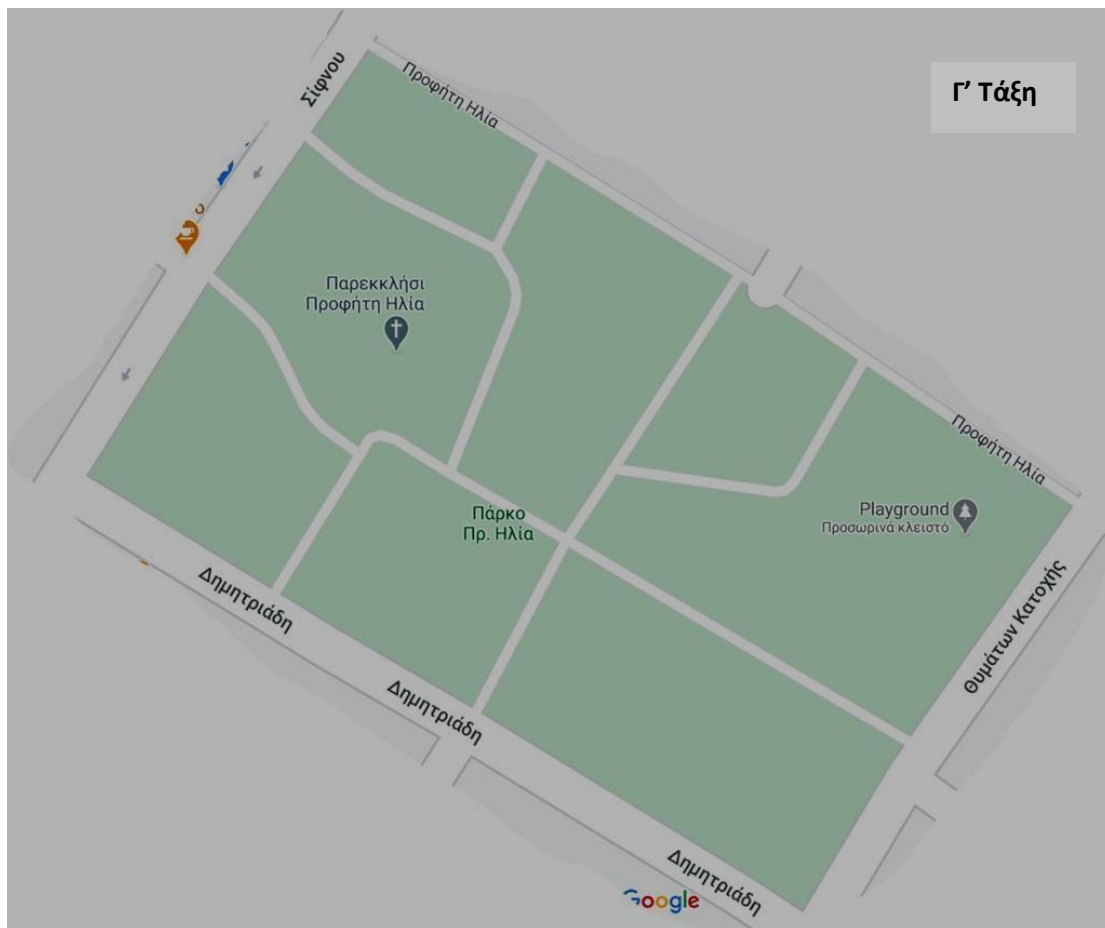 Σίφνου
Προφήτη Ηλία
Γ’ Τάξη
Παρεκκλήσι
Προφήτη Ηλία
Προφήτη Ηλία
Πάρκο
Πρ. Ηλία
Playground
Προσωρινά κλειστό
Θυμάτων Κατοχής
Δημητριάδη
Δημητριάδη
Δημητριάδη
Google